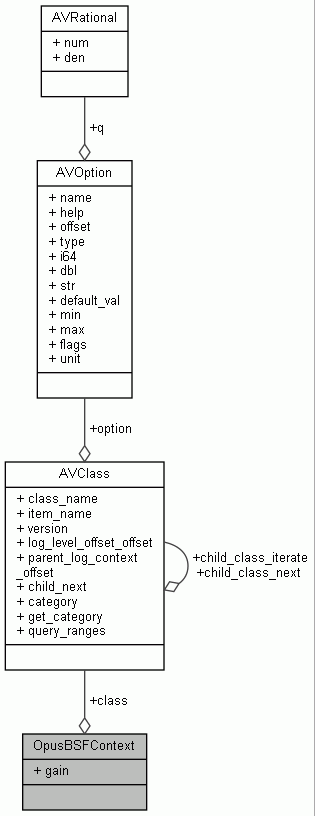 AVRational
+ num
+ den
+q
AVOption
+ name
+ help
+ offset
+ type
+ i64
+ dbl
+ str
+ default_val
+ min
+ max
+ flags
+ unit
+option
AVClass
+ class_name
+ item_name
+ version
+ log_level_offset_offset
+ parent_log_context
_offset
+ child_next
+ category
+ get_category
+ query_ranges
+child_class_iterate
+child_class_next
+class
OpusBSFContext
+ gain